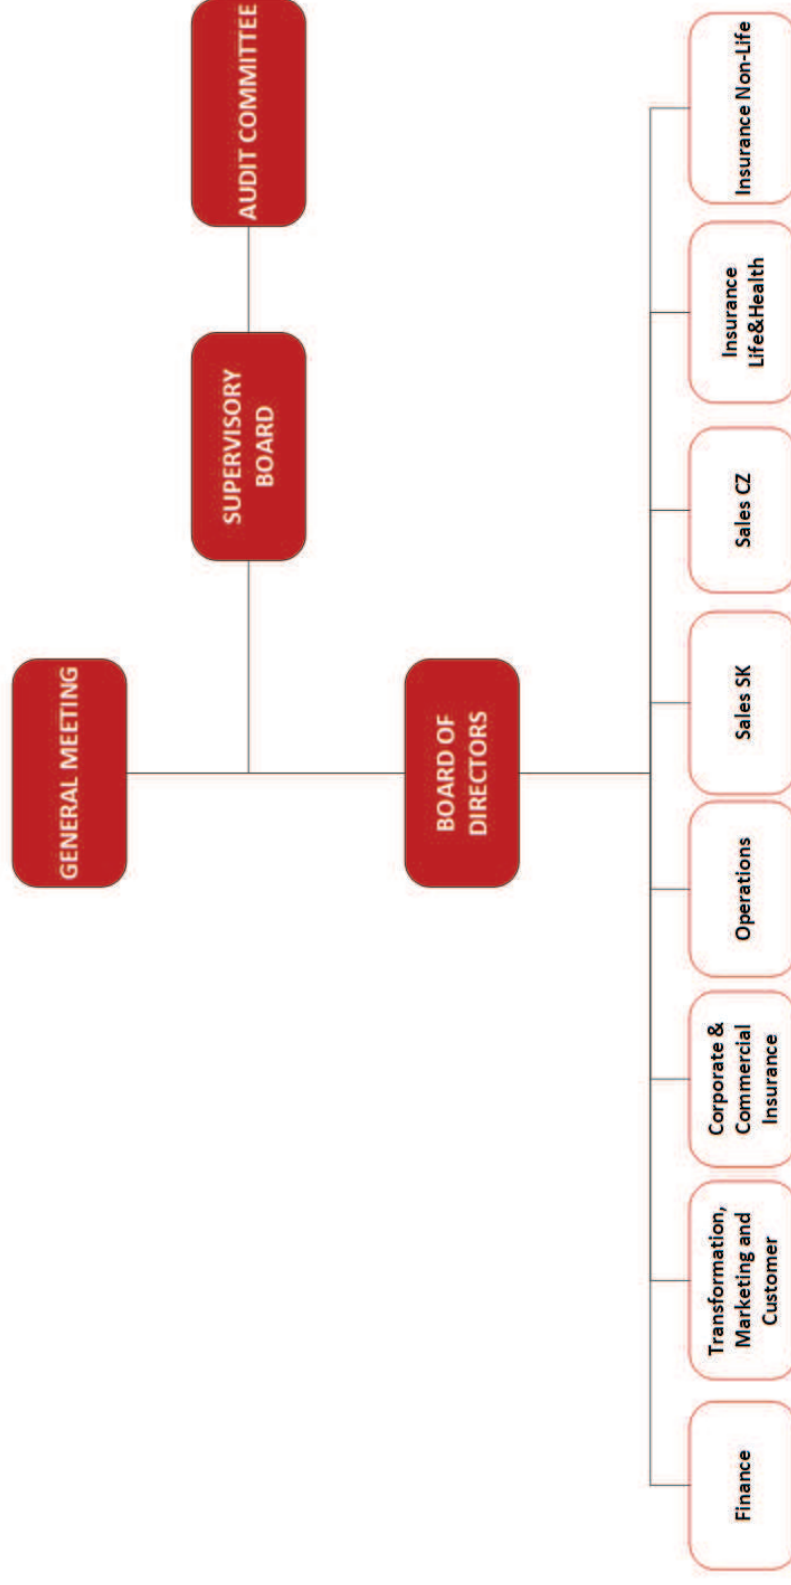 GENERAL MEETING
SUPERVISORY
BOARD
AUDIT COMMITTEE
BOARD OF
DIRECTORS
Finance
Transformation,
Marketing and
Customer
Corporate &
Commercial
Insurance
Operations
Sales SK
Sales CZ
Insurance
Life&Health
Insurance Non-Life